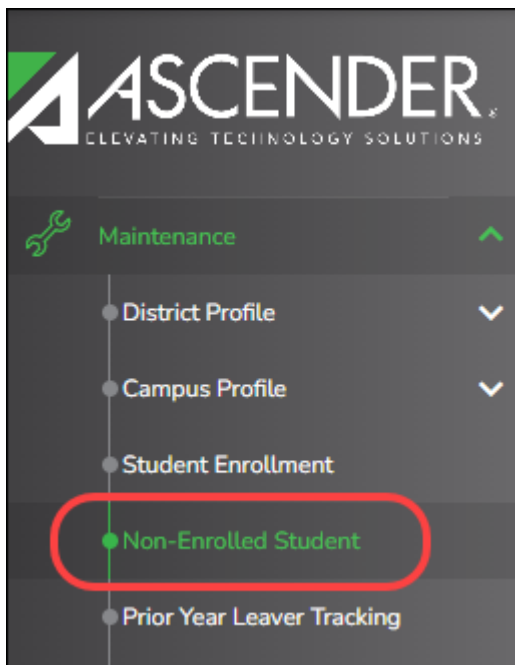 ASCENDER®
ELEVATING TECHNOLOGY SOLUTIONS
Maintenance
District Profile
Campus Profile
Student Enrollment
Non-Enrolled Student
Prior Year Leaver Tracking